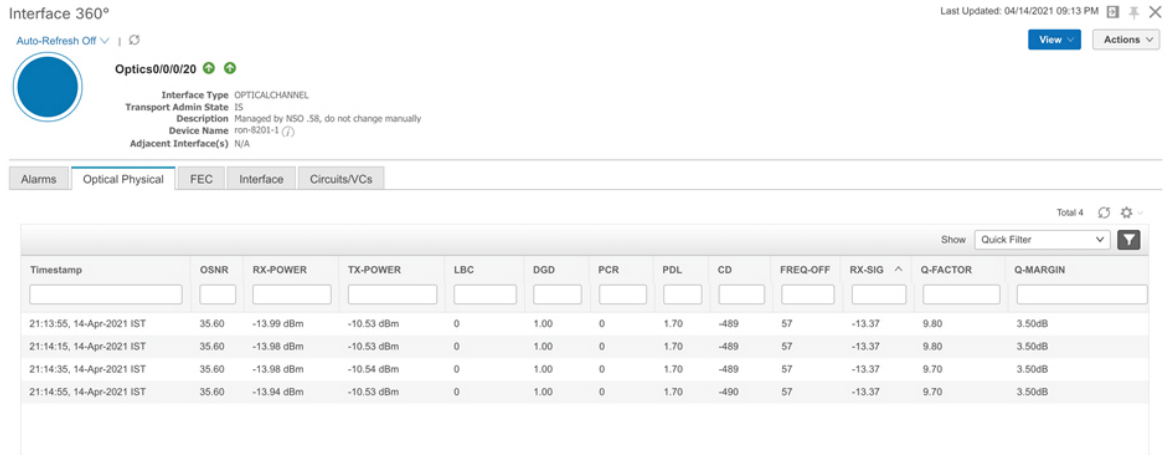 Interface 360°
Last Updated: 04/14/2021 09:13 PM
Auto-Refresh Off
View
Actions
Optics0/0/0/20
Interface Type OPTICALCHANNEL
Transport Admin State IS
Description Managed by NSO .58, do not change manually
Device Name ron-8201-1
Adjacent Interface(s) N/A
Alarms Optical Physical FEC Interface Circuits/VCs
Total 4
Show Quick Filter
Timestamp OSNR RX-POWER TX-POWER LBC DGD PCR PDL CD FREQ-OFF RX-SIG Q-FACTOR Q-MARGIN
21:13:55, 14-Apr-2021 IST 35.60 -13.99 dBm -10.53 dBm 0 1.00 0 1.70 -489 57 -13.37 9.80 3.50dB
21:14:15, 14-Apr-2021 IST 35.60 -13.98 dBm -10.53 dBm 0 1.00 0 1.70 -489 57 -13.37 9.80 3.50dB
21:14:35, 14-Apr-2021 IST 35.60 -13.98 dBm -10.54 dBm 0 1.00 0 1.70 -489 57 -13.37 9.70 3.50dB
21:14:55, 14-Apr-2021 IST 35.60 -13.94 dBm -10.53 dBm 0 1.00 0 1.70 -490 57 -13.37 9.70 3.50dB